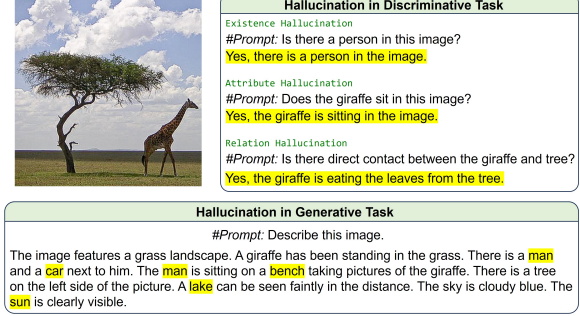 Hallucination in Discriminative Task
Existence Hallucination
#Prompt: Is there a person in this image?
Yes, there is a person in the image.
Attribute Hallucination
#Prompt: Does the giraffe sit in this image?
Yes, the giraffe is sitting in the image.
Relation Hallucination
#Prompt: Is there direct contact between the giraffe and tree?
Yes, the giraffe is eating the leaves from the tree.
Hallucination in Generative Task
#Prompt: Describe this image.
The image features a grass landscape. A giraffe has been standing in the grass. There is a man
and a car next to him. The man is sitting on a bench taking pictures of the giraffe. There is a tree
on the left side of the picture. A lake can be seen faintly in the distance. The sky is cloudy blue. The
sun is clearly visible.